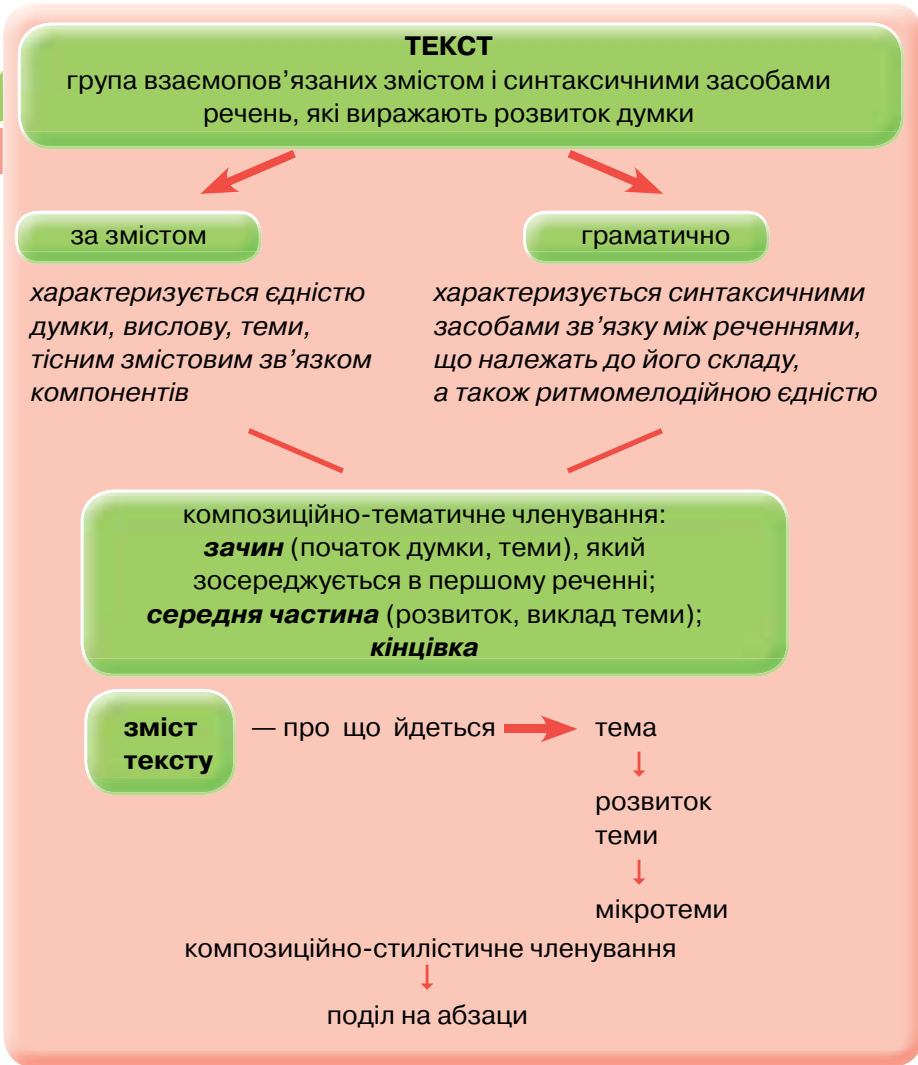 ТЕКСТ
група взаємопов’язаних змістом і синтаксичними засобами
речень, які виражають розвиток думки
за змістом
характеризується єдністю
думки, вислову, теми,
тісним змістовим зв’язком
компонентів
граматично
характеризується синтаксичними
засобами зв’язку між реченнями,
що належать до його складу,
а також ритмомелодійною єдністю
композиційно-тематичне членування:
зачин (початок думки, теми), який
зосереджується в першому реченні;
середня частина (розвиток, виклад теми);
кінцівка
зміст
тексту
— про що йдеться
тема
розвиток
теми
мікротеми
композиційно-стилістичне членування
поділ на абзаци